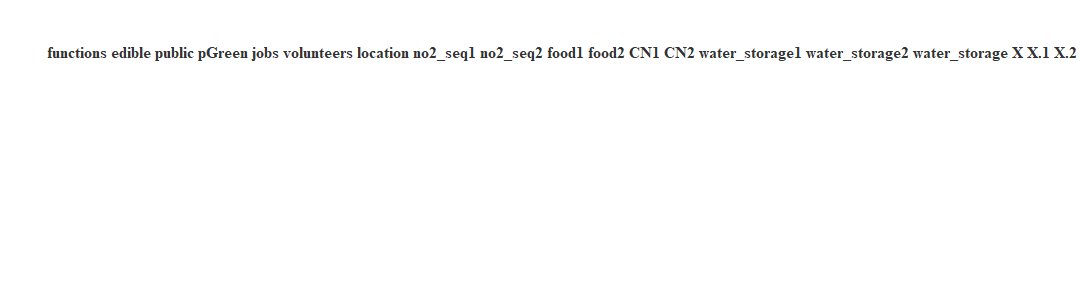 functions edible public pGreen jobs volunteers location no2_seq1 no2_seq2 food1 food2 CN1 CN2 water_storage1 water_storage2 water_storage X X.1 X.2